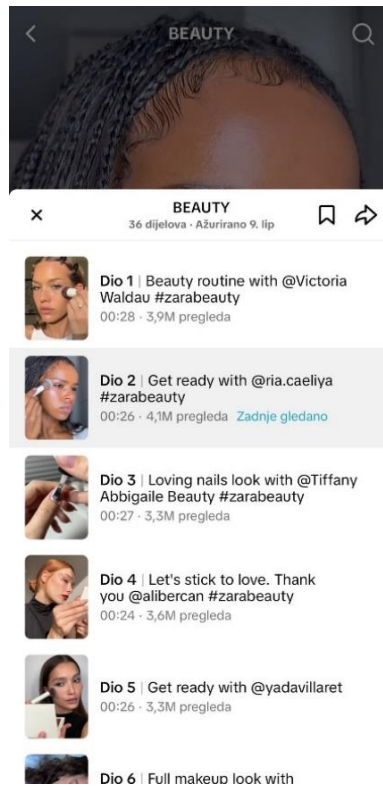 BEAUTY
BEAUTY
36 dijelova · Ažurirano 9. lip
Dio 1 | Beauty routine with @Victoria
Waldau #zarabeauty
00:28 · 3,9M pregleda
Dio 2 | Get ready with @ria.caeliya
#zarabeauty
00:26 · 4,1M pregleda Zadnje gledano
Dio 3 | Loving nails look with @Tiffany
Abbigaile Beauty #zarabeauty
00:27 · 3,3M pregleda
Dio 4 | Let's stick to love. Thank
you @alibercan #zarabeauty
00:24 · 3,6M pregleda
Dio 5 | Get ready with @yadavillaret
00:26 · 3,3M pregleda
Dio 6 | Full makeup look with